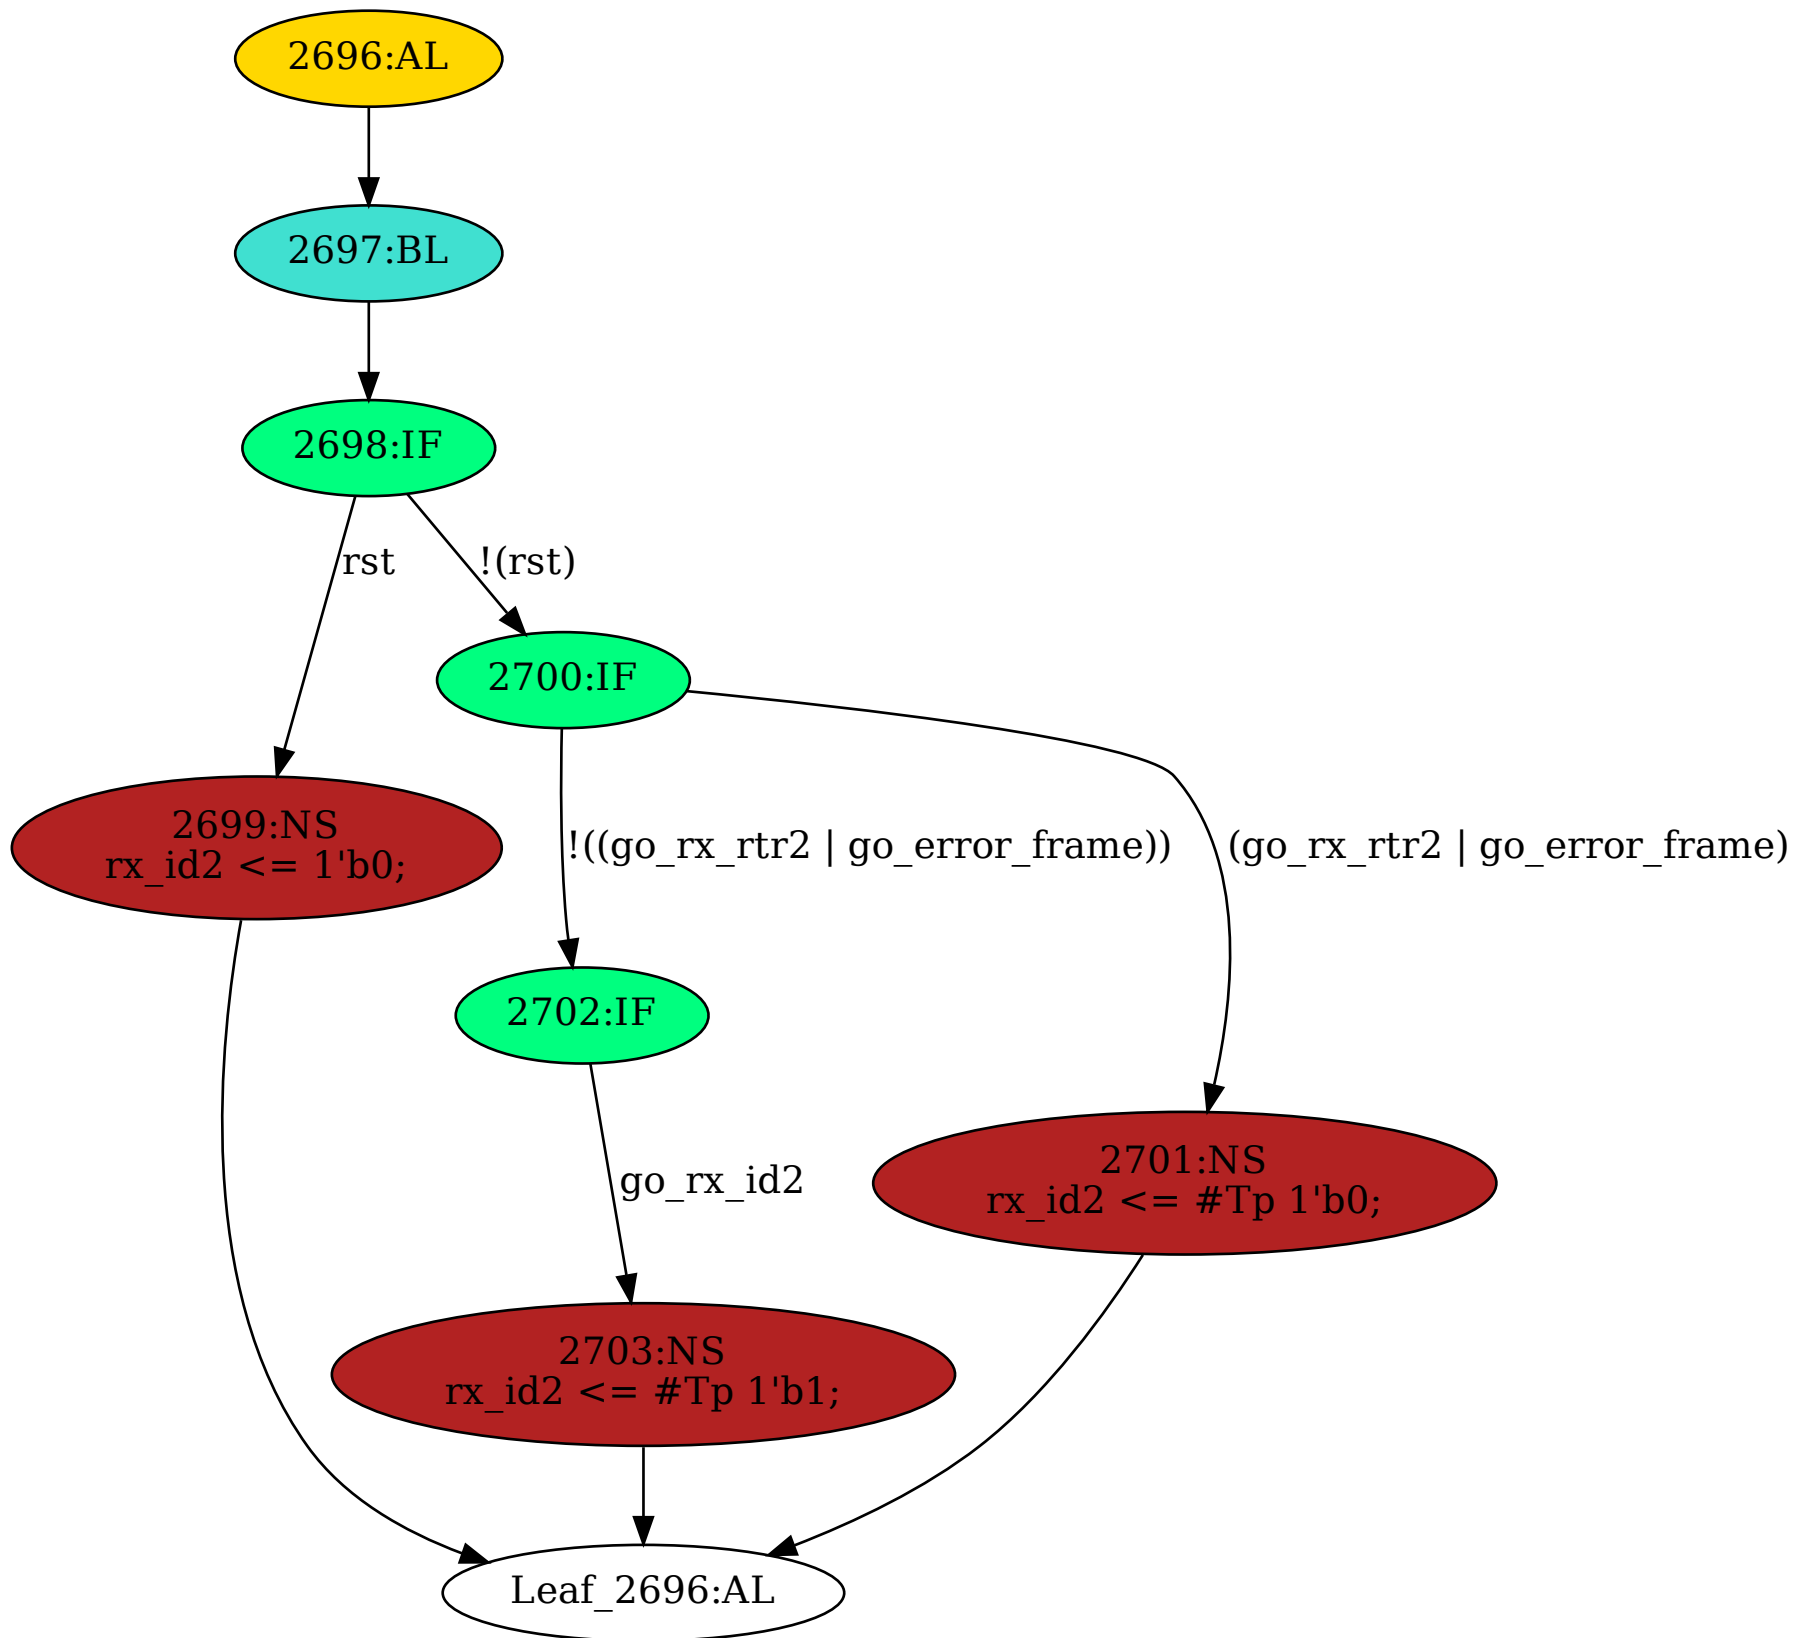 2696:AL
2697:BL
2698:IF
rst
!(rst)
2700:IF
2699:NS
rx_id2 <= 1'b0;
!((go_rx_rtr2 | go_error_frame))
(go_rx_rtr2 | go_error_frame)
2702:IF
2701:NS
rx_id2 <= #Tp 1'b0;
go_rx_id2
2703:NS
rx_id2 <= #Tp 1'b1;
Leaf_2696:AL